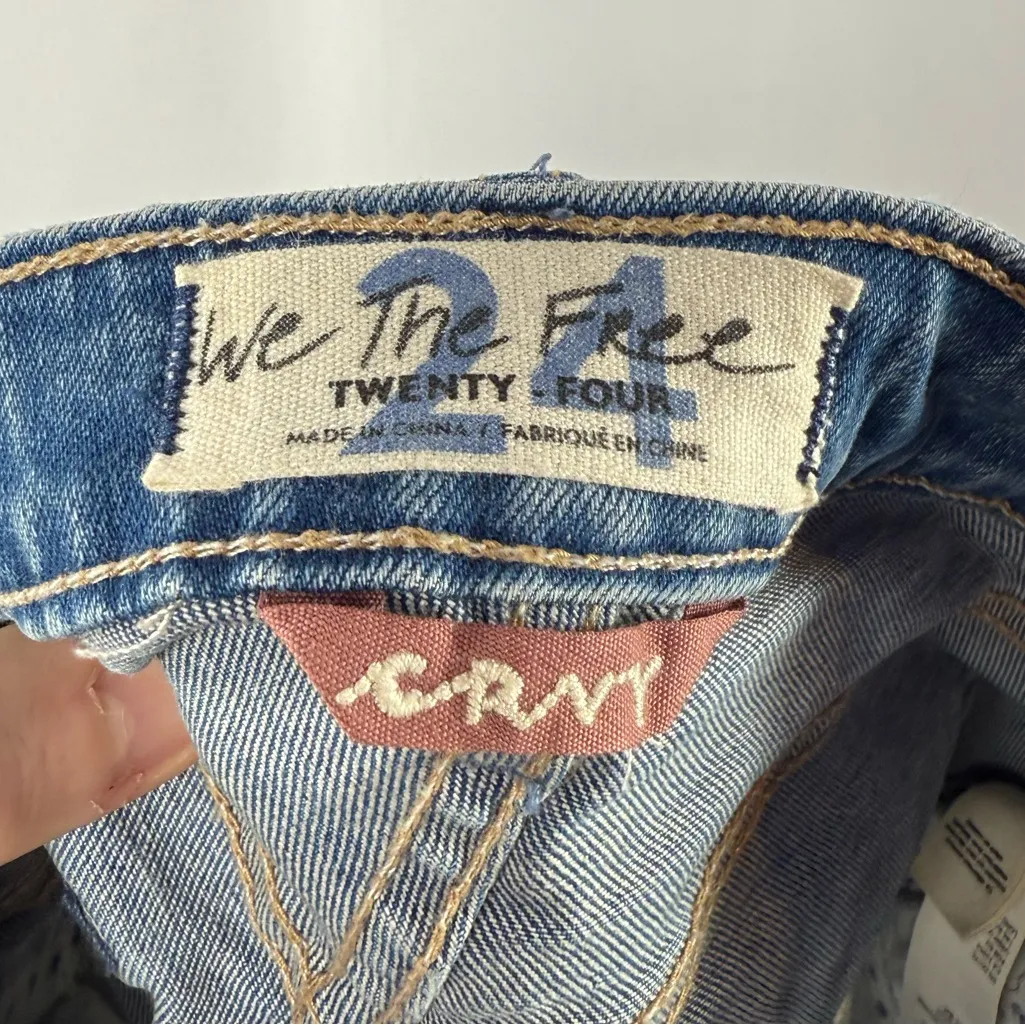 24
We The Free
TWENTY - FOUR
MADE IN CHINA / FABRIQUÉ EN CHINE
CRVY